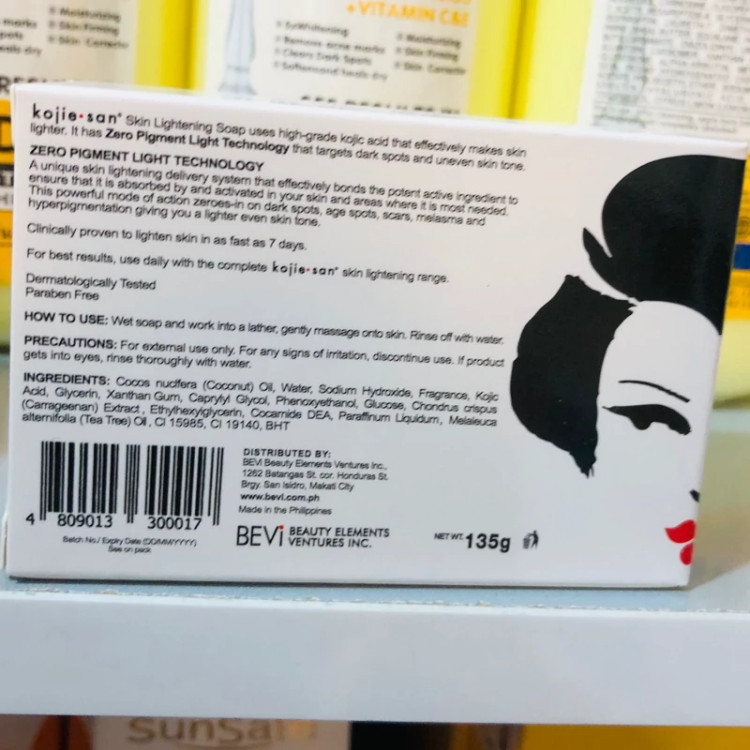 +VITAMIN C&E
kojie·san® Skin Lightening Soap uses high-grade kojic acid that effectively makes skin
lighter. It has Zero Pigment Light Technology that targets dark spots and uneven skin tone.
ZERO PIGMENT LIGHT TECHNOLOGY
A unique skin lightening delivery system that effectively bonds the potent active ingredient to
ensure that it is absorbed by and activated in your skin and areas where it is most needed.
This powerful mode of action zeroes-in on dark spots, age spots, scars, melasma and
hyperpigmentation giving you a lighter even skin tone.
Clinically proven to lighten skin in as fast as 7 days.
For best results, use daily with the complete kojie·san® skin lightening range.
Dermatologically Tested
Paraben Free
HOW TO USE: Wet soap and work into a lather, gently massage onto skin. Rinse off with water.
PRECAUTIONS: For external use only. For any signs of irritation, discontinue use. If product
gets into eyes, rinse thoroughly with water.
INGREDIENTS: Cocos nucifera (Coconut) Oil, Water, Sodium Hydroxide, Fragrance, Kojic
Acid, Glycerin, Xanthan Gum, Caprylyl Glycol, Phenoxyethanol, Glucose, Chondrus crispus
(Carrageenan) Extract, Ethylhexylglycerin, Cocamide DEA, Paraffinum Liquidum, Melaleuca
alternifolia (Tea Tree) Oil, CI 15985, CI 19140, BHT
4 809013 300017
Batch No./ Expiry Date (DD/MM/YYYY)
See on pack
DISTRIBUTED BY:
BEVI Beauty Elements Ventures Inc.,
1262 Batangas St. cor. Honduras St.
Brgy. San Isidro, Makati City
www.bevi.com.ph
Made in the Philippines
BEVi BEAUTY ELEMENTS
VENTURES INC.
NET WT. 135g